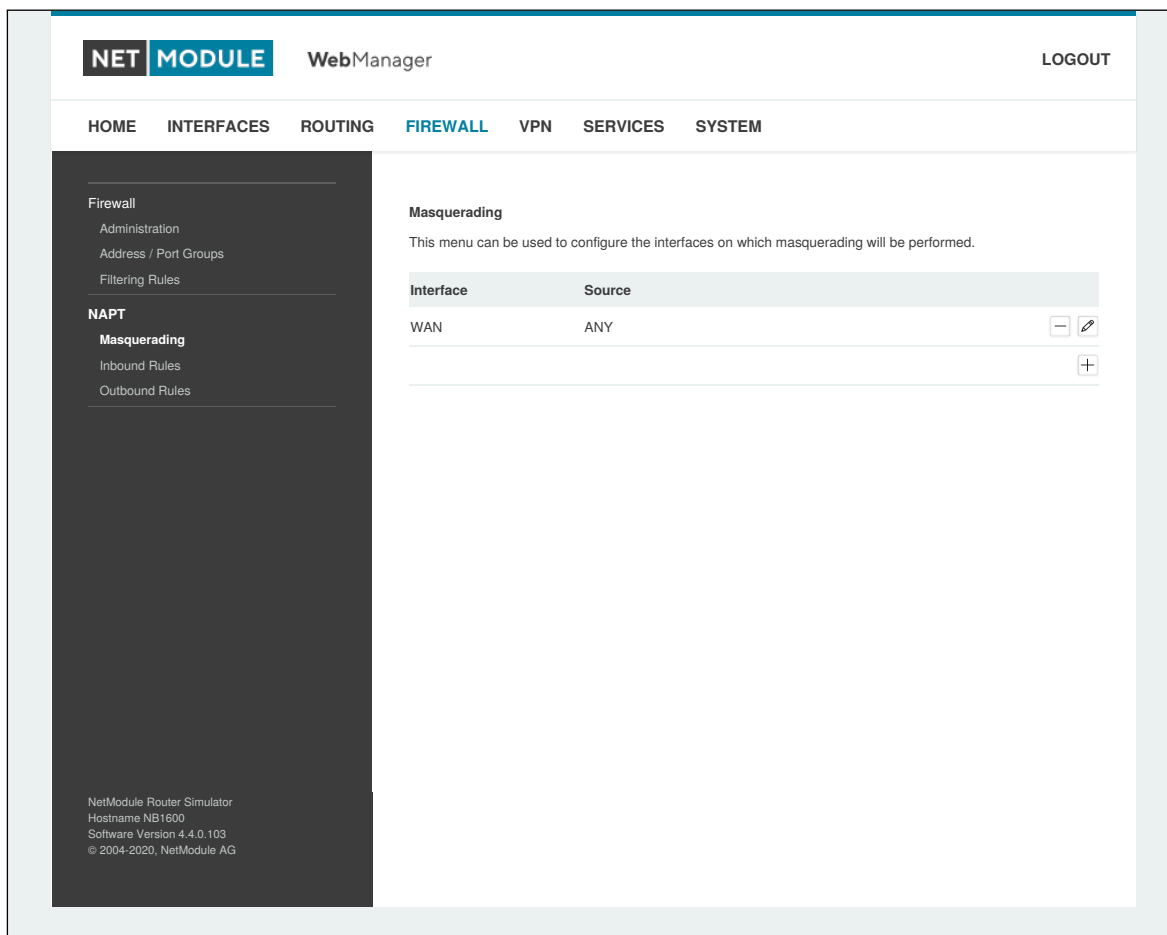 NET MODULE WebManager LOGOUT
HOME INTERFACES ROUTING FIREWALL VPN SERVICES SYSTEM
Firewall
Administration
Address / Port Groups
Filtering Rules
NAPT
Masquerading
Inbound Rules
Outbound Rules
Masquerading
This menu can be used to configure the interfaces on which masquerading will be performed.
Interface Source
WAN ANY
NetModule Router Simulator
Hostname NB1600
Software Version 4.4.0.103
© 2004-2020, NetModule AG